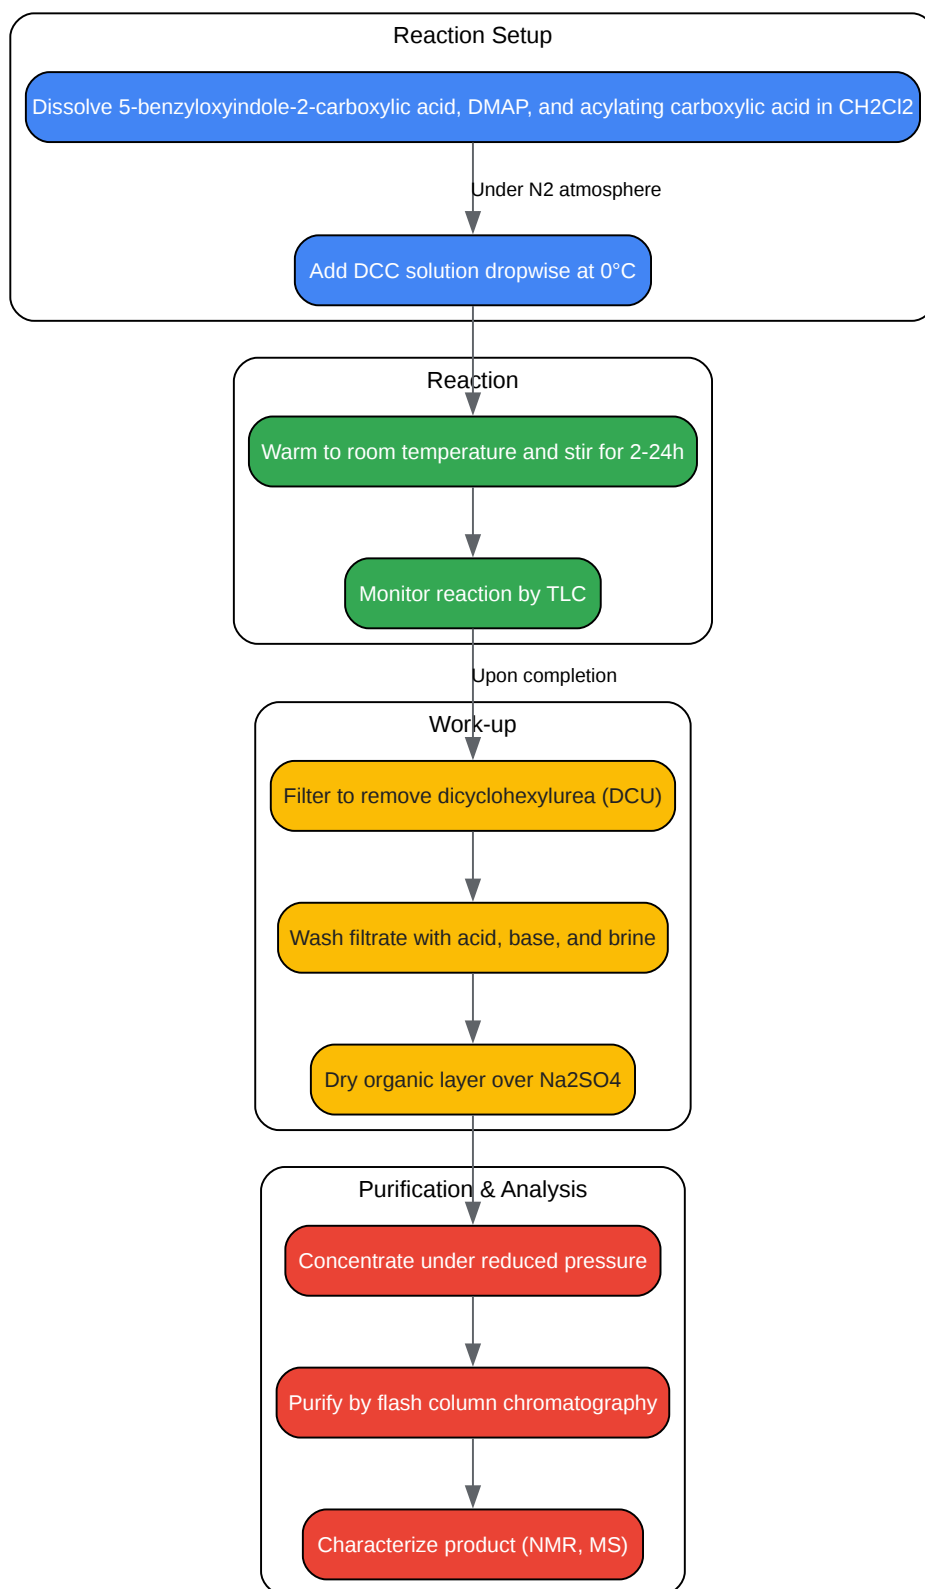 Reaction Setup
Dissolve 5-benzyloxyindole-2-carboxylic acid, DMAP, and acylating carboxylic acid in CH2Cl2
Under N2 atmosphere
Add DCC solution dropwise at 0°C
Reaction
Warm to room temperature and stir for 2-24h
Monitor reaction by TLC
Upon completion
Work-up
Filter to remove dicyclohexylurea (DCU)
Wash filtrate with acid, base, and brine
Dry organic layer over Na2SO4
Purification & Analysis
Concentrate under reduced pressure
Purify by flash column chromatography
Characterize product (NMR, MS)